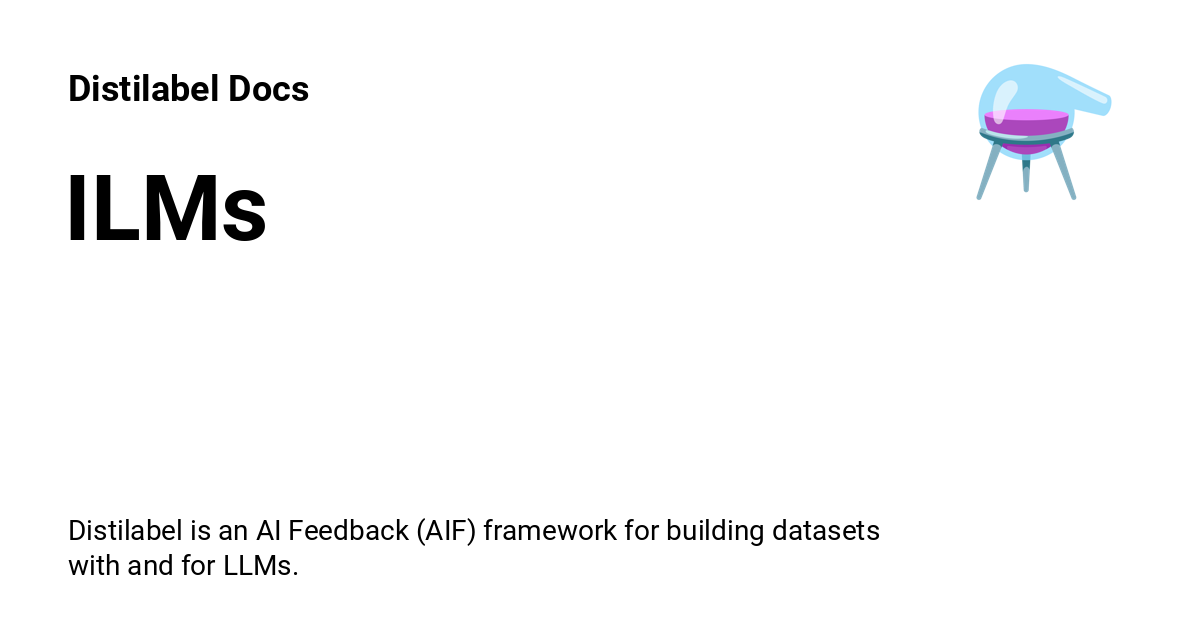 Distilabel Docs
ILMs
Distilabel is an AI Feedback (AIF) framework for building datasets
with and for LLMs.